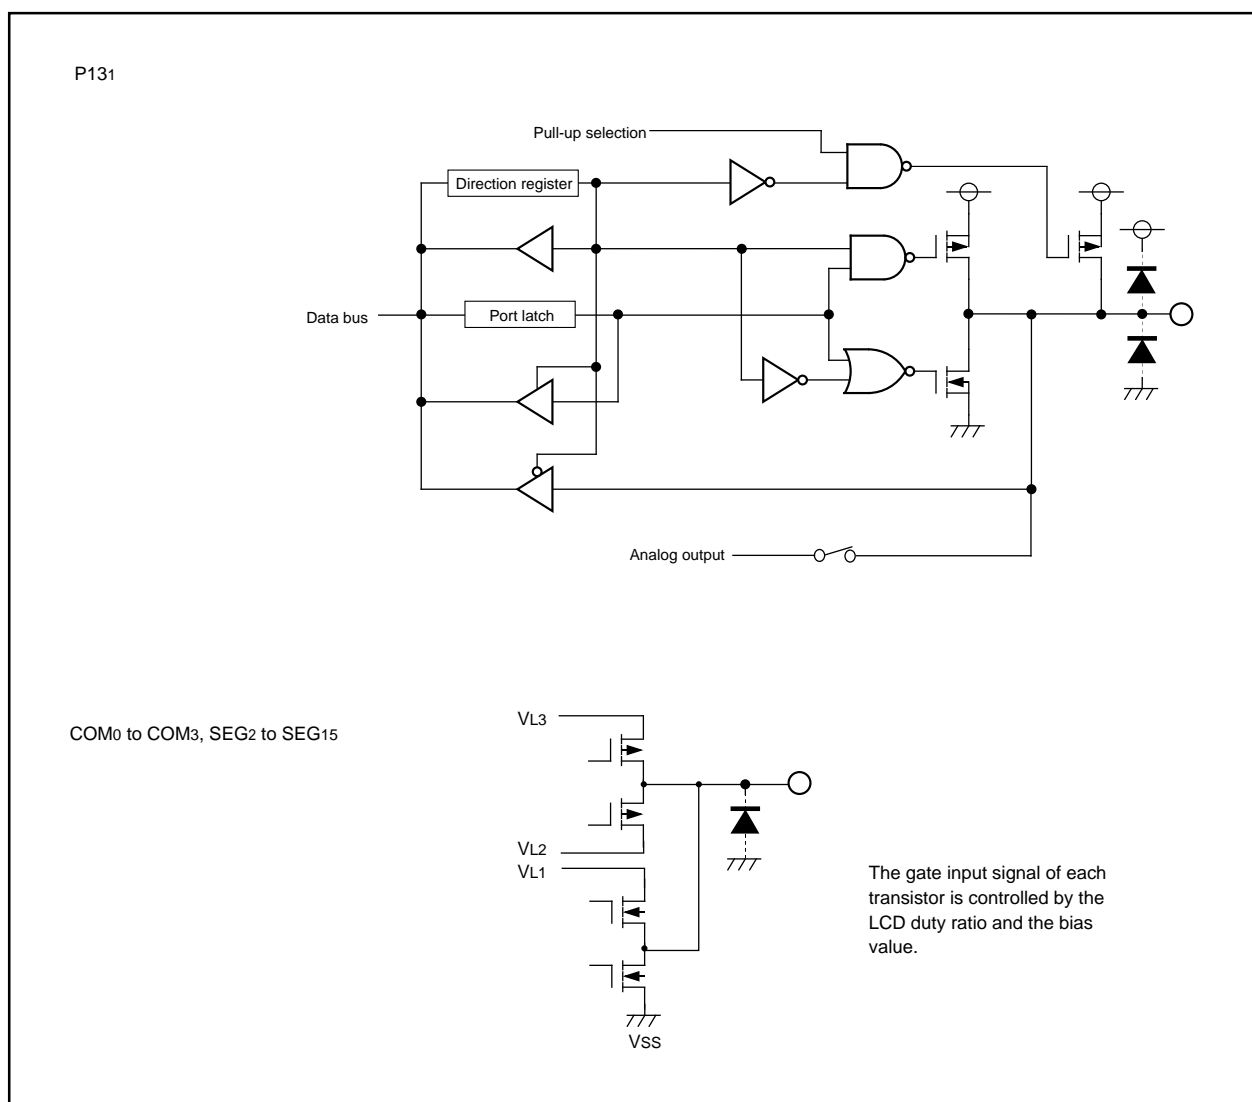 P131
Pull-up selection
Direction register
Data bus
Port latch
Analog output
COM0 to COM3, SEG2 to SEG15
VL3
VL2
VL1
VSS
The gate input signal of each
transistor is controlled by the
LCD duty ratio and the bias
value.